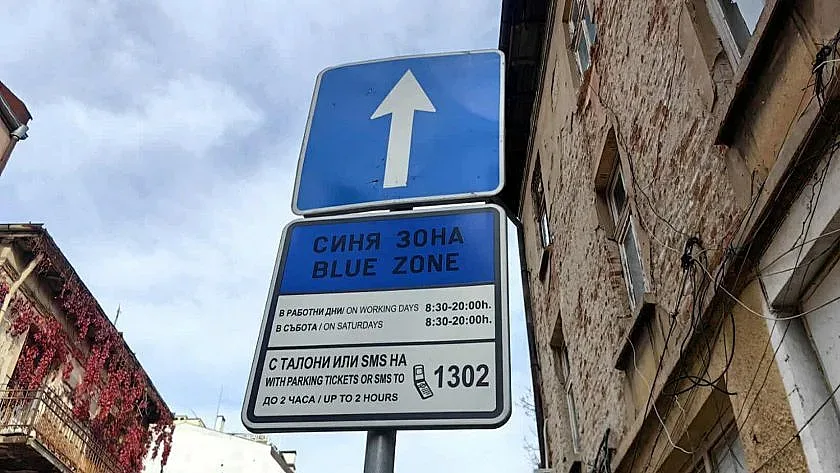 СИНЯ ЗОНА
BLUE ZONE
В РАБОТНИ ДНИ/ ON WORKING DAYS 8:30-20:00h.
В СЪБОТА / ON SATURDAYS 8:30-20:00h.
С ТАЛОНИ ИЛИ SMS НА
WITH PARKING TICKETS OR SMS TO 1302
ДО 2 ЧАСА / UP TO 2 HOURS